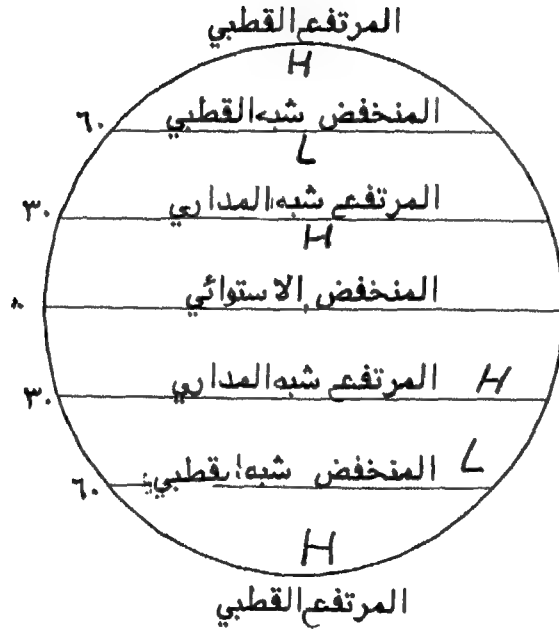 المرتفع القطبي
H
المنخفض شبه القطبي
٦٠
L
المرتفع شبه المداري
٣٠
H
المنخفض الاستوائي
°
المرتفع شبه المداري H
٣٠
المنخفض شبه القطبي L
٦٠
H
المرتفع القطبي